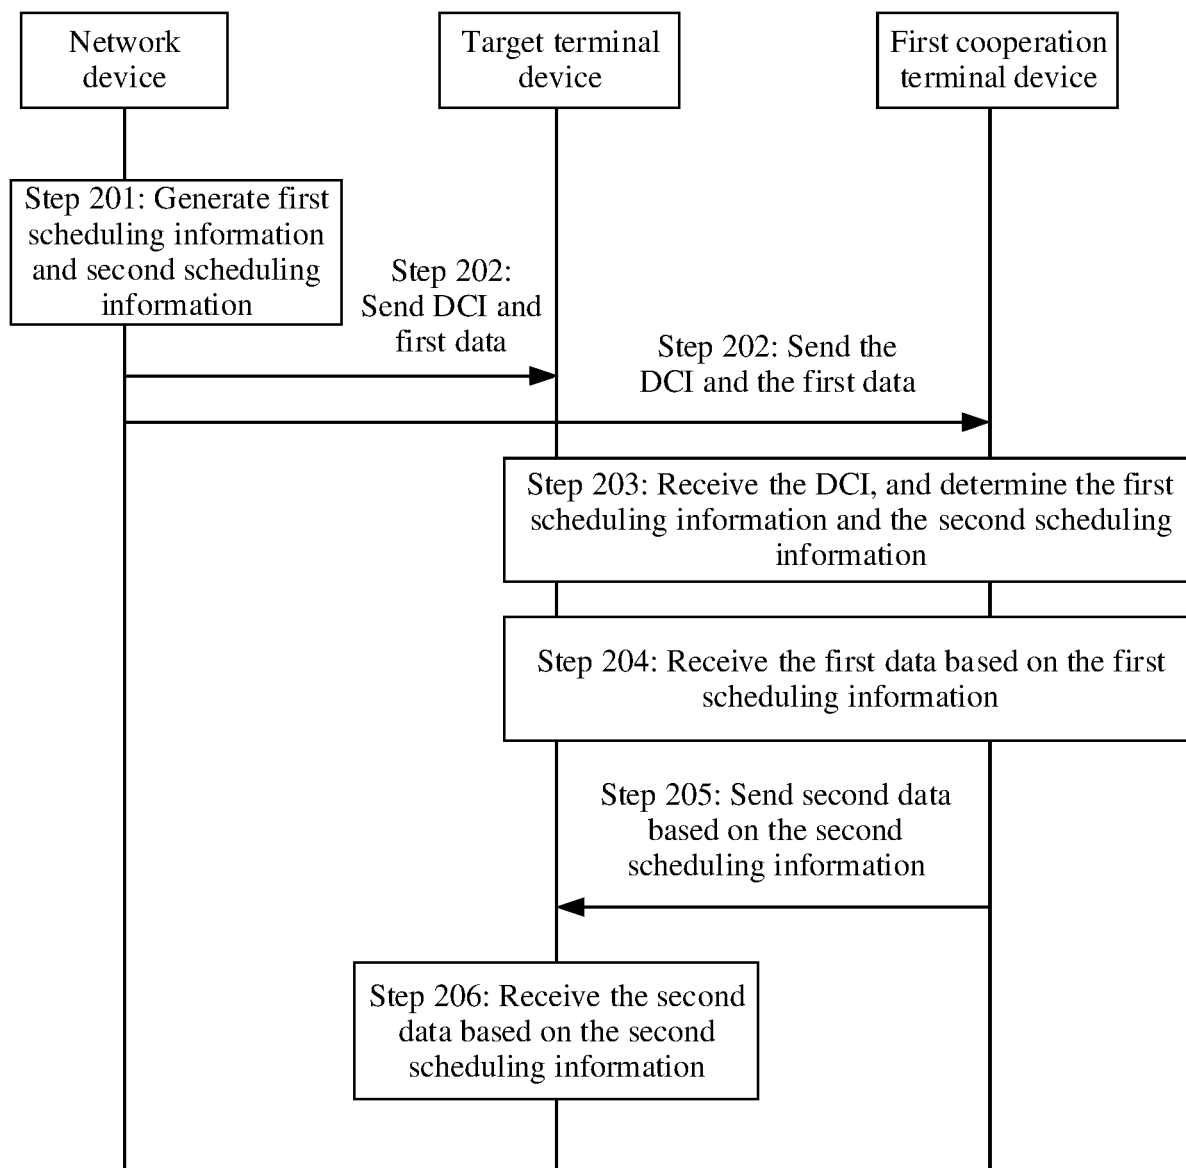 Network
device
Target terminal
device
First cooperation
terminal device
Step 201: Generate first
scheduling information
and second scheduling
information
Step 202:
Send DCI and
first data
Step 202: Send the
DCI and the first data
Step 203: Receive the DCI, and determine the first
scheduling information and the second scheduling
information
Step 204: Receive the first data based on the first
scheduling information
Step 205: Send second data
based on the second
scheduling information
Step 206: Receive the second
data based on the second
scheduling information